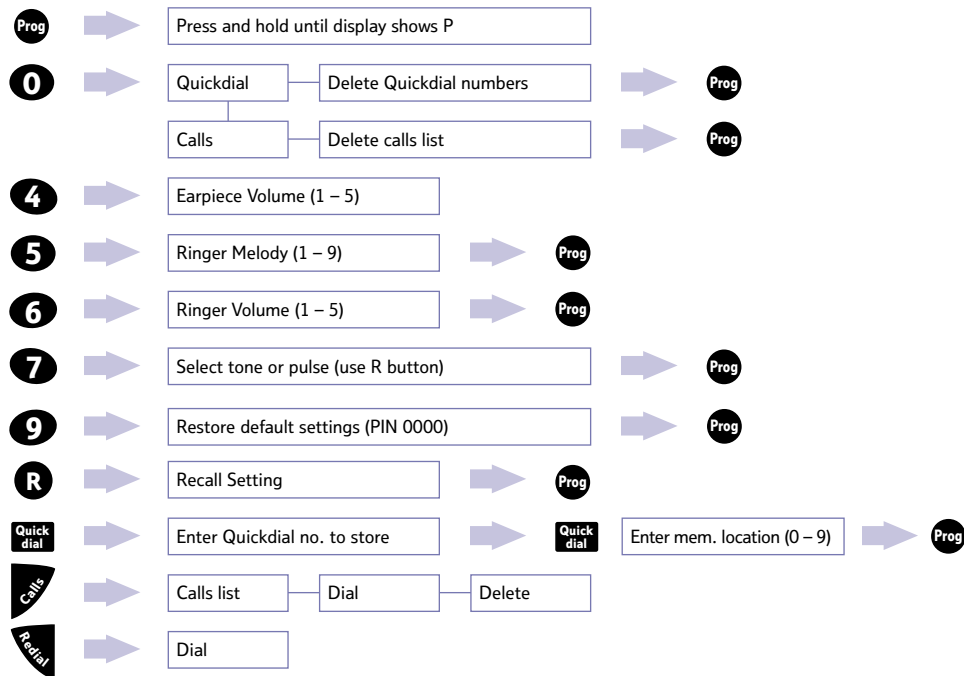 Prog Press and hold until display shows P
0 Quickdial Delete Quickdial numbers Prog
Calls Delete calls list Prog
4 Earpiece Volume (1 – 5)
5 Ringer Melody (1 – 9) Prog
6 Ringer Volume (1 – 5) Prog
7 Select tone or pulse (use R button) Prog
9 Restore default settings (PIN 0000) Prog
R Recall Setting Prog
Quick
dial Enter Quickdial no. to store Quick
dial Enter mem. location (0 – 9) Prog
Calls Calls list Dial Delete
Redial Dial